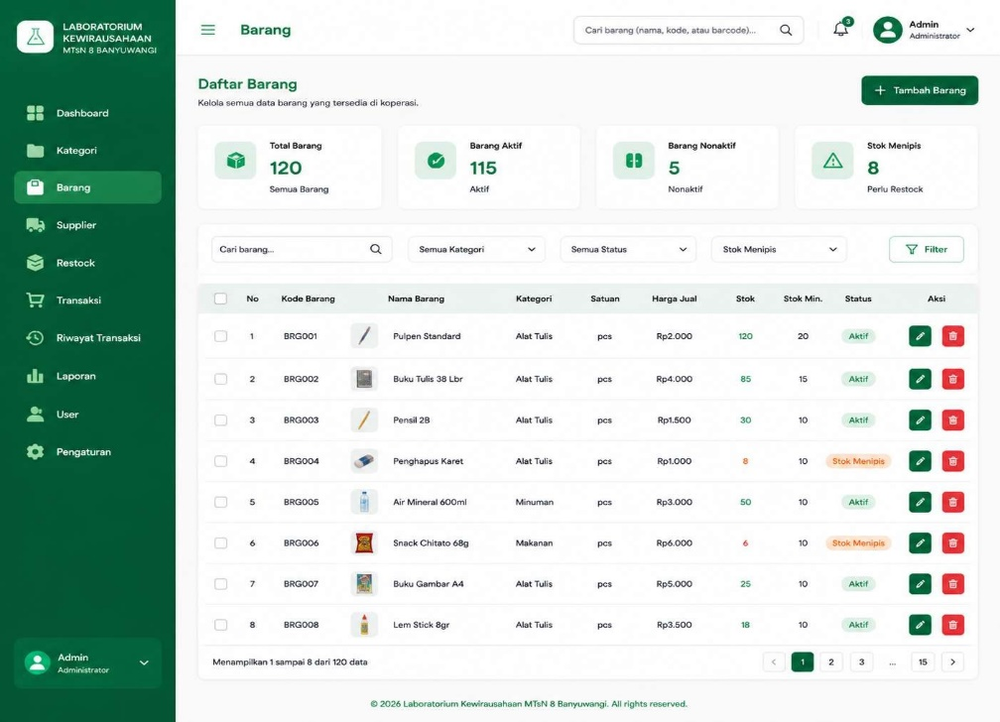 LABORATORIUM
KEWIRAUSAHAAN
MTsN 8 BANYUWANGI
Dashboard
Kategori
Barang
Supplier
Restock
Transaksi
Riwayat Transaksi
Laporan
User
Pengaturan
Admin
Administrator
Barang
Cari barang (nama, kode, atau barcode)...
3
Admin
Administrator
Daftar Barang
Kelola semua data barang yang tersedia di koperasi.
+ Tambah Barang
Total Barang
120
Semua Barang
Barang Aktif
115
Aktif
Barang Nonaktif
5
Nonaktif
Stok Menipis
8
Perlu Restock
Cari barang... Semua Kategori Semua Status Stok Menipis Filter
No Kode Barang Nama Barang Kategori Satuan Harga Jual Stok Stok Min. Status Aksi
1 BRG001 Pulpen Standard Alat Tulis pcs Rp2.000 120 20 Aktif
2 BRG002 Buku Tulis 38 Lbr Alat Tulis pcs Rp4.000 85 15 Aktif
3 BRG003 Pensil 2B Alat Tulis pcs Rp1.500 30 10 Aktif
4 BRG004 Penghapus Karet Alat Tulis pcs Rp1.000 8 10 Stok Menipis
5 BRG005 Air Mineral 600ml Minuman pcs Rp3.000 50 10 Aktif
6 BRG006 Snack Chitato 68g Makanan pcs Rp6.000 6 10 Stok Menipis
7 BRG007 Buku Gambar A4 Alat Tulis pcs Rp5.000 25 10 Aktif
8 BRG008 Lem Stick 8gr Alat Tulis pcs Rp3.500 18 10 Aktif
Menampilkan 1 sampai 8 dari 120 data < 1 2 3 ... 15 >
© 2026 Laboratorium Kewirausahaan MTsN 8 Banyuwangi. All rights reserved.